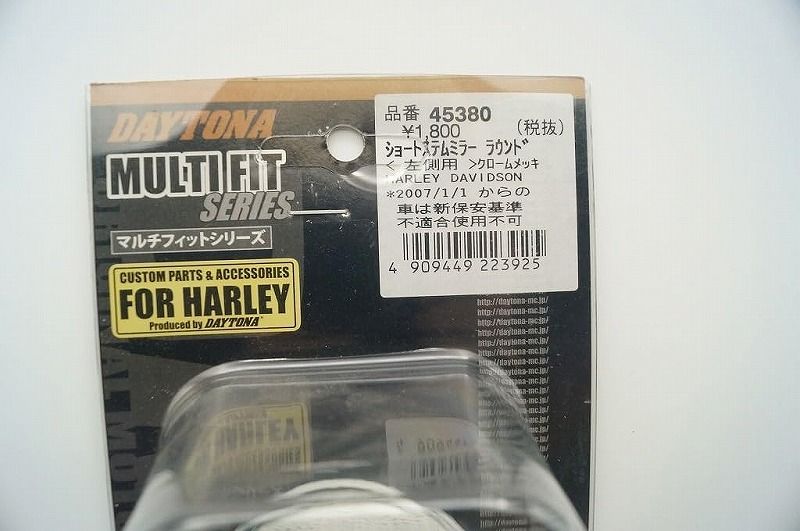 DAYTONA
MULTI FIT
SERIES
マルチフィットシリーズ
CUSTOM PARTS & ACCESSORIES
FOR HARLEY
Produced by DAYTONA
品番 45380
¥1,800 (税抜)
ショートステムミラー ラウンド
< 左側用 >クロームメッキ
HARLEY DAVIDSON
*2007/1/1 からの
車は新保安基準
不適合使用不可
4 909449 223925
http://daytona-mc.jp/
http://daytona-mc.jp/
http://daytona-mc.jp/
http://daytona-mc.jp/
http://daytona-mc.jp/
http://daytona-mc.jp/
http://daytona-mc.jp/